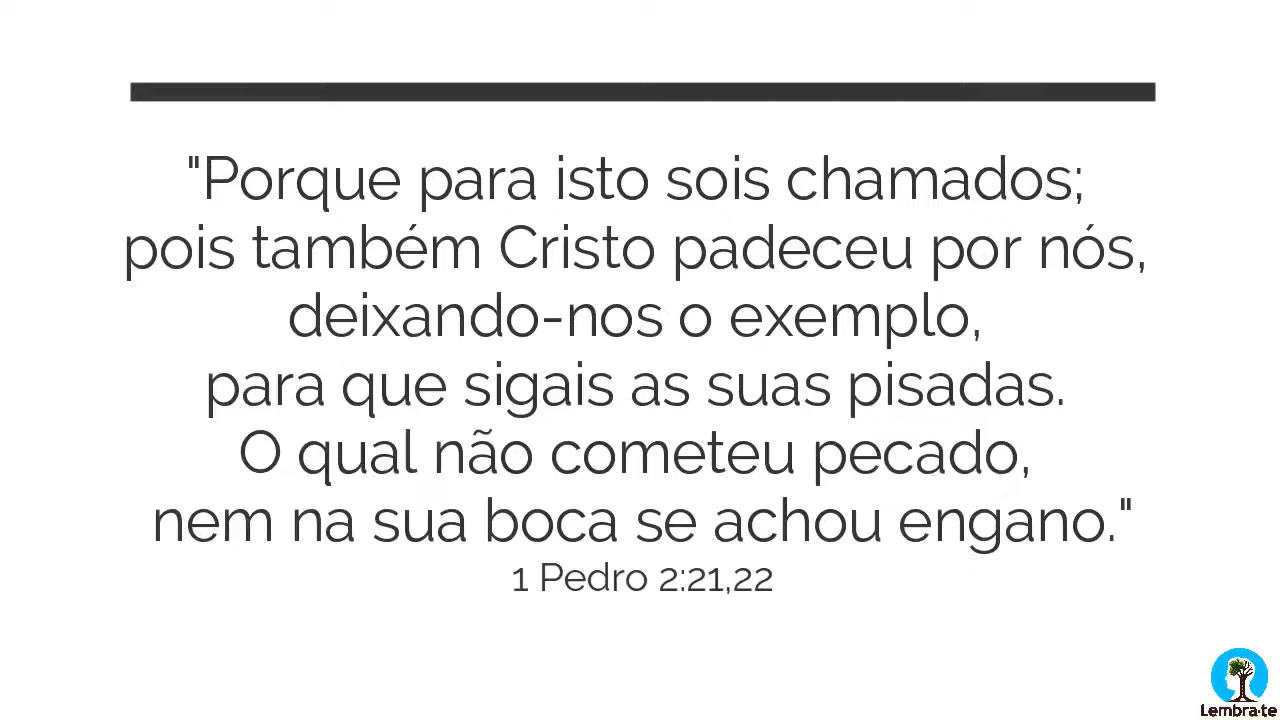 "Porque para isto sois chamados;
pois também Cristo padeceu por nós,
deixando-nos o exemplo,
para que sigais as suas pisadas.
O qual não cometeu pecado,
nem na sua boca se achou engano."
1 Pedro 2:21,22
Lembra-te